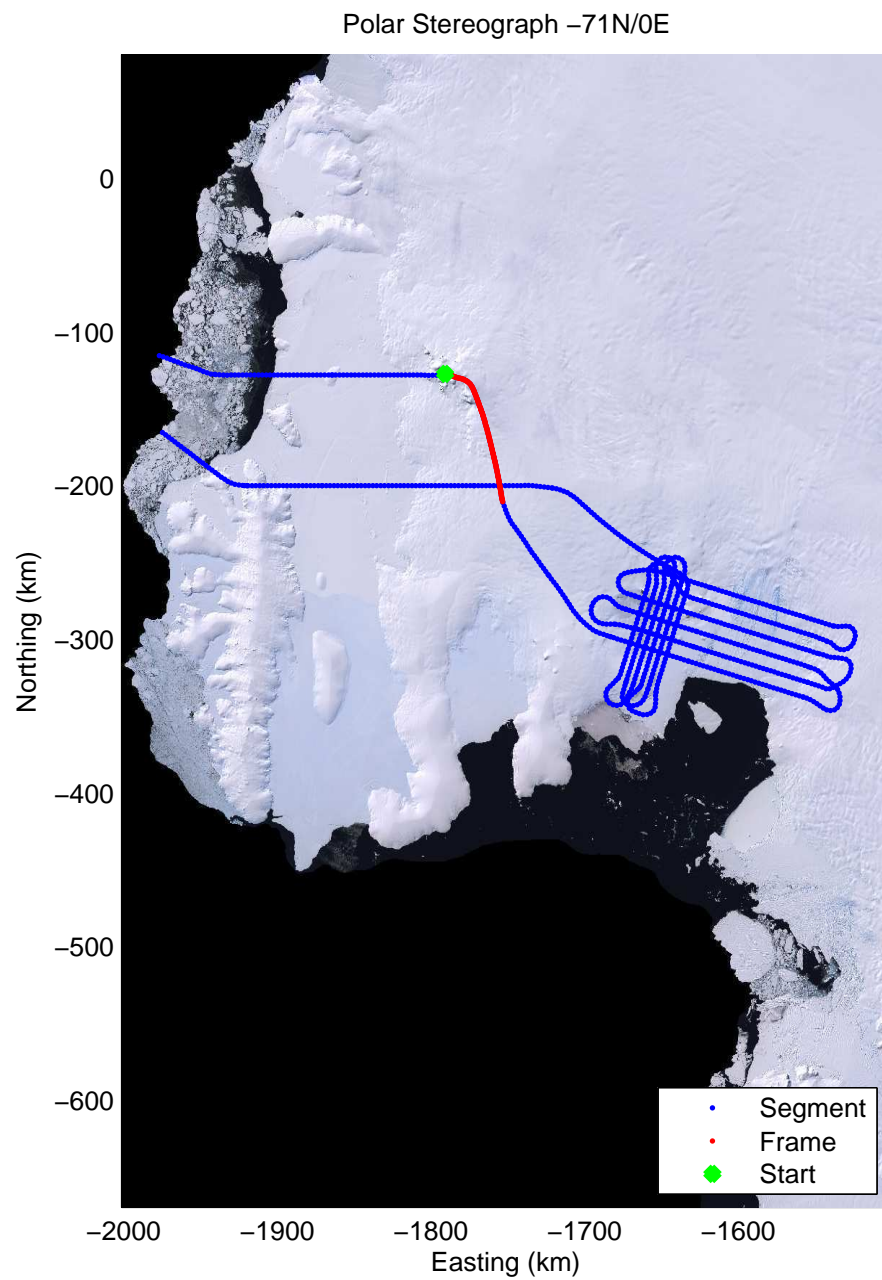 Polar Stereograph −71N/0E
0
−100
−200
−300
−400
−500
−600
Northing (km)
Segment
Frame
Start
−2000 −1900 −1800 −1700 −1600
Easting (km)